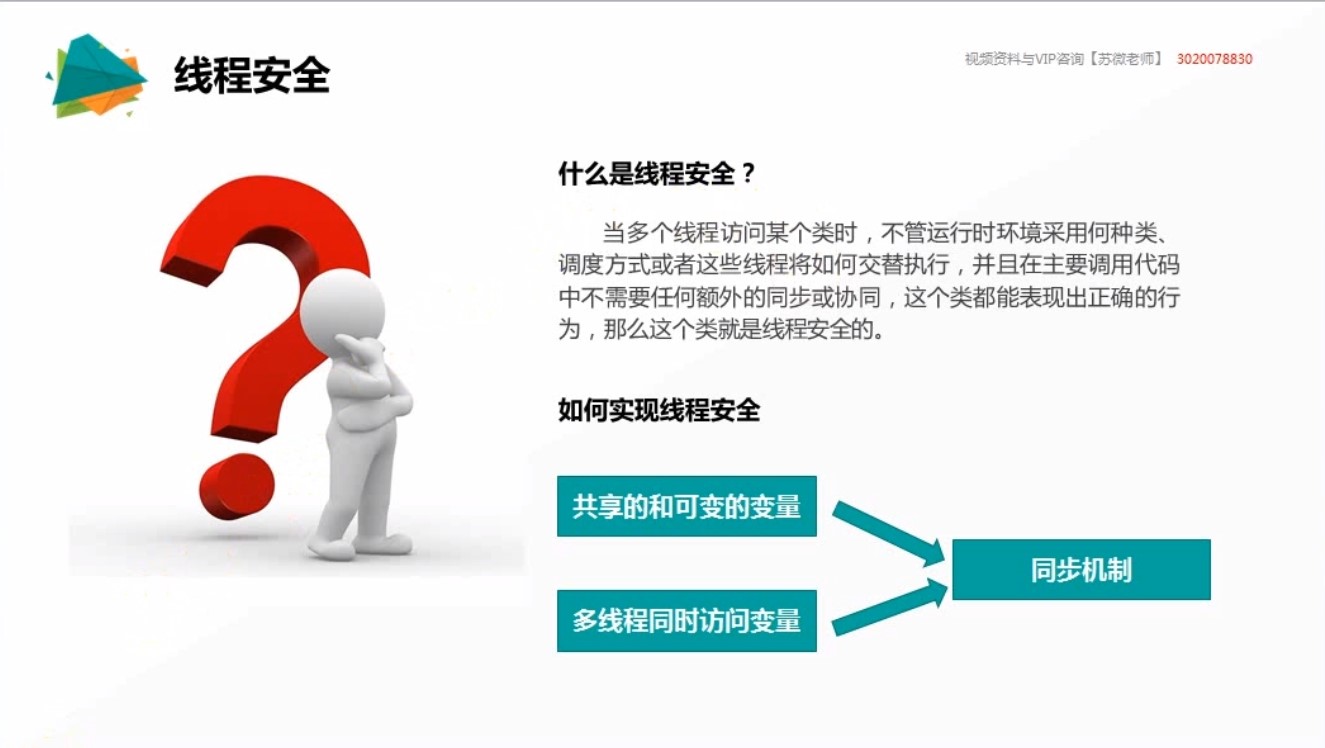 线程安全
视频资料与VIP咨询【苏微老师】 3020078830
什么是线程安全？
当多个线程访问某个类时，不管运行时环境采用何种类、
调度方式或者这些线程将如何交替执行，并且在主要调用代码
中不需要任何额外的同步或协同，这个类都能表现出正确的行
为，那么这个类就是线程安全的。
如何实现线程安全
共享的和可变的变量
同步机制
多线程同时访问变量